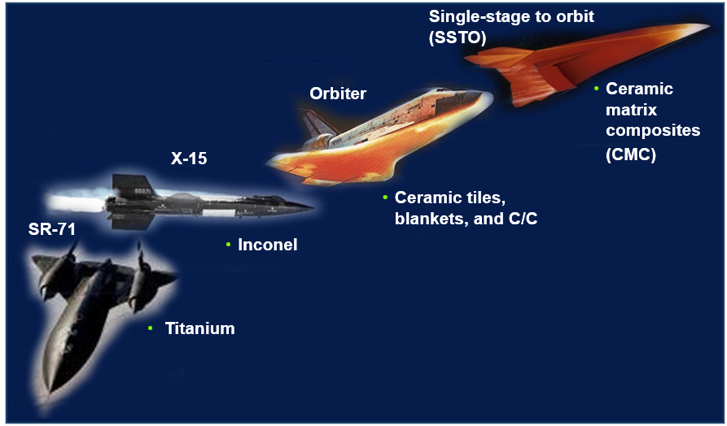 Single-stage to orbit
(SSTO)
Orbiter
• Ceramic
matrix
composites
(CMC)
X-15
• Ceramic tiles,
blankets, and C/C
SR-71
• Inconel
• Titanium